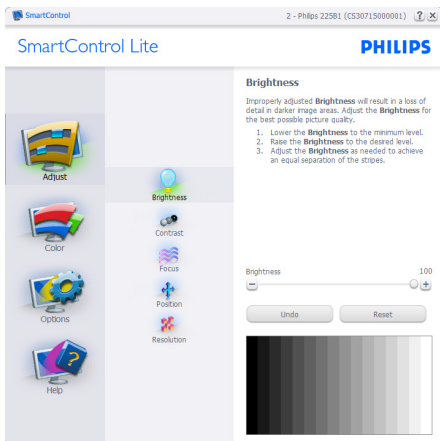 SmartControl
2 - Philips 225B1 (CS30715000001)
SmartControl Lite
PHILIPS
Adjust
Color
Options
Help
Brightness
Contrast
Focus
Position
Resolution
Brightness
Improperly adjusted Brightness will result in a loss of
detail in darker image areas. Adjust the Brightness for
the best possible picture quality.
1. Lower the Brightness to the minimum level.
2. Raise the Brightness to the desired level.
3. Adjust the Brightness as needed to achieve
an equal separation of the stripes.
Brightness 100
Undo Reset